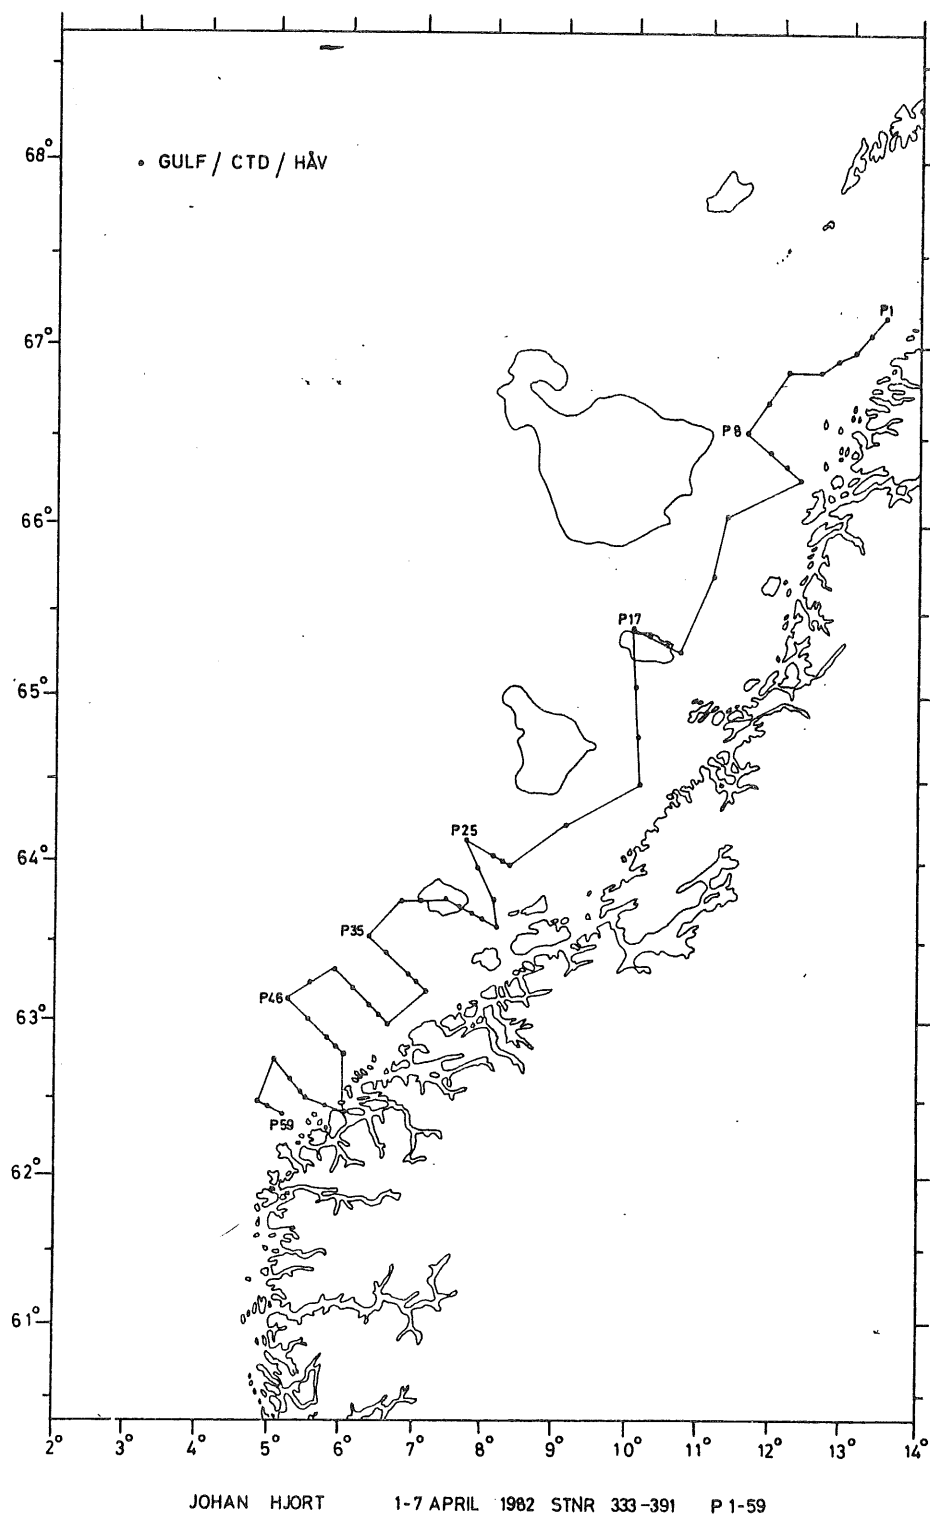 68°
GULF / CTD / HÅV
P1
67°
P8
66°
P17
65°
P25
64°
P35
P46
63°
P59
62°
61°
2° 3° 4° 5° 6° 7° 8° 9° 10° 11° 12° 13° 14°
JOHAN HJORT 1-7 APRIL 1982 STNR 333-391 P 1-59